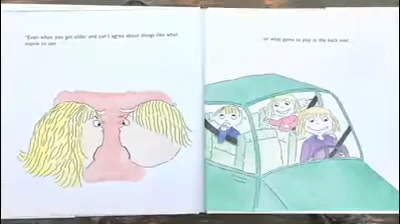 "Even when you get older and can't agree about things like what
movie to see . . .
or what game to play in the back seat . . .